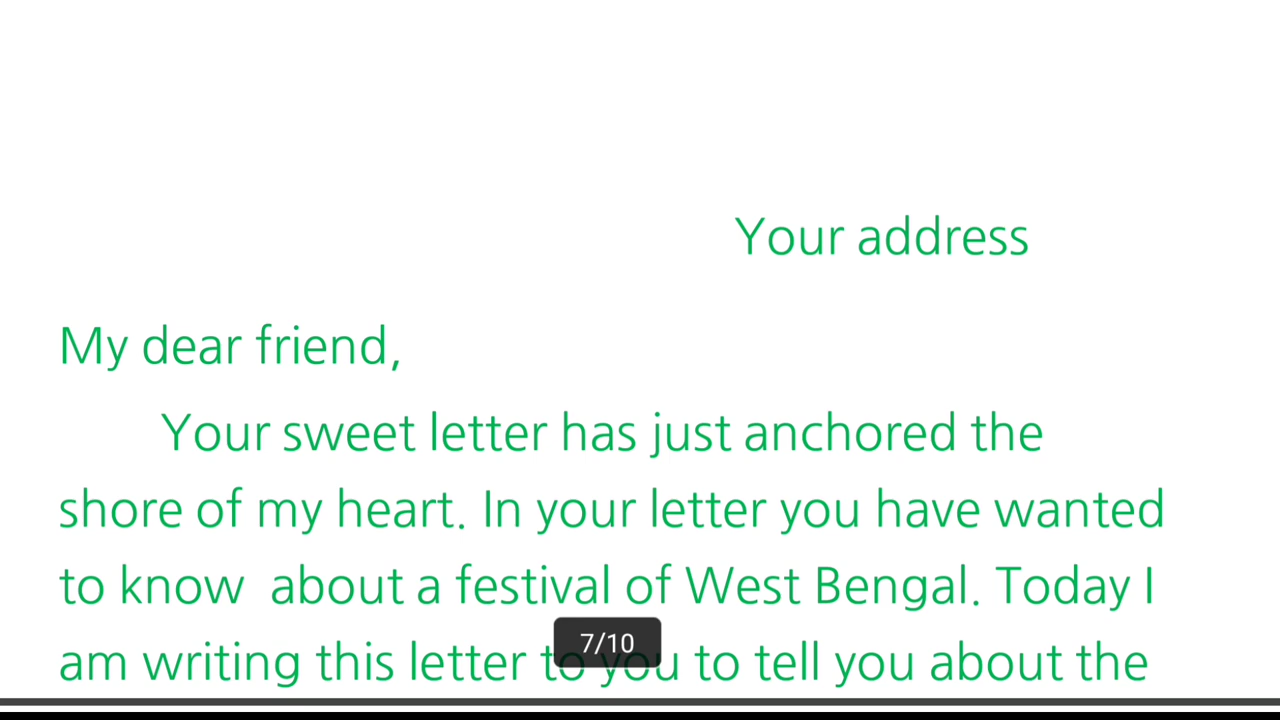 Your address
My dear friend,
Your sweet letter has just anchored the
shore of my heart. In your letter you have wanted
to know about a festival of West Bengal. Today I
am writing this letter to you to tell you about the
7/10